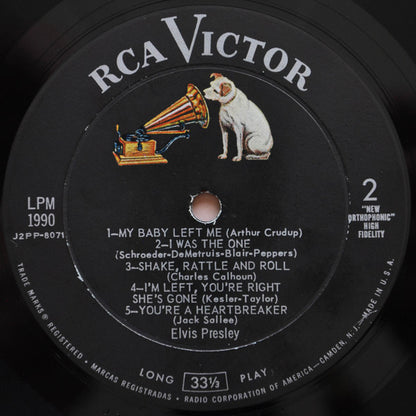 RCA VICTOR
LPM
1990
J2PP-8071
2
"NEW
ORTHOPHONIC"
HIGH
FIDELITY
1—MY BABY LEFT ME (Arthur Crudup)
2—I WAS THE ONE
(Schroeder-DeMetruis-Blair-Peppers)
3—SHAKE, RATTLE AND ROLL
(Charles Calhoun)
4—I'M LEFT, YOU'RE RIGHT
SHE'S GONE (Kesler-Taylor)
5—YOU'RE A HEARTBREAKER
(Jack Sallee)
Elvis Presley
LONG 33⅓ PLAY
TRADE MARKS ® REGISTERED • MARCAS REGISTRADAS • RADIO CORPORATION OF AMERICA—CAMDEN, N.J.—MADE IN U.S.A.